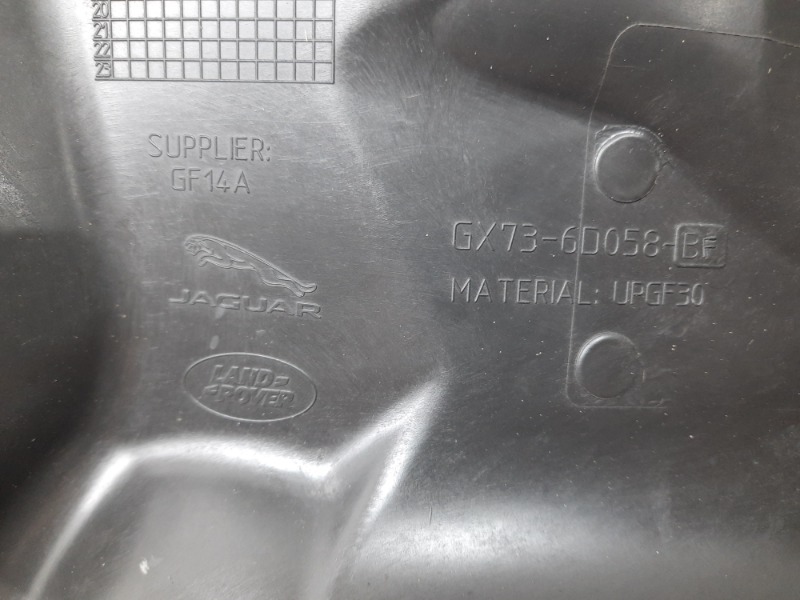 20
21
22
23
SUPPLIER:
GF14A
GX73-6D058-BF
MATERIAL: UPGF30
JAGUAR
LAND-
ROVER